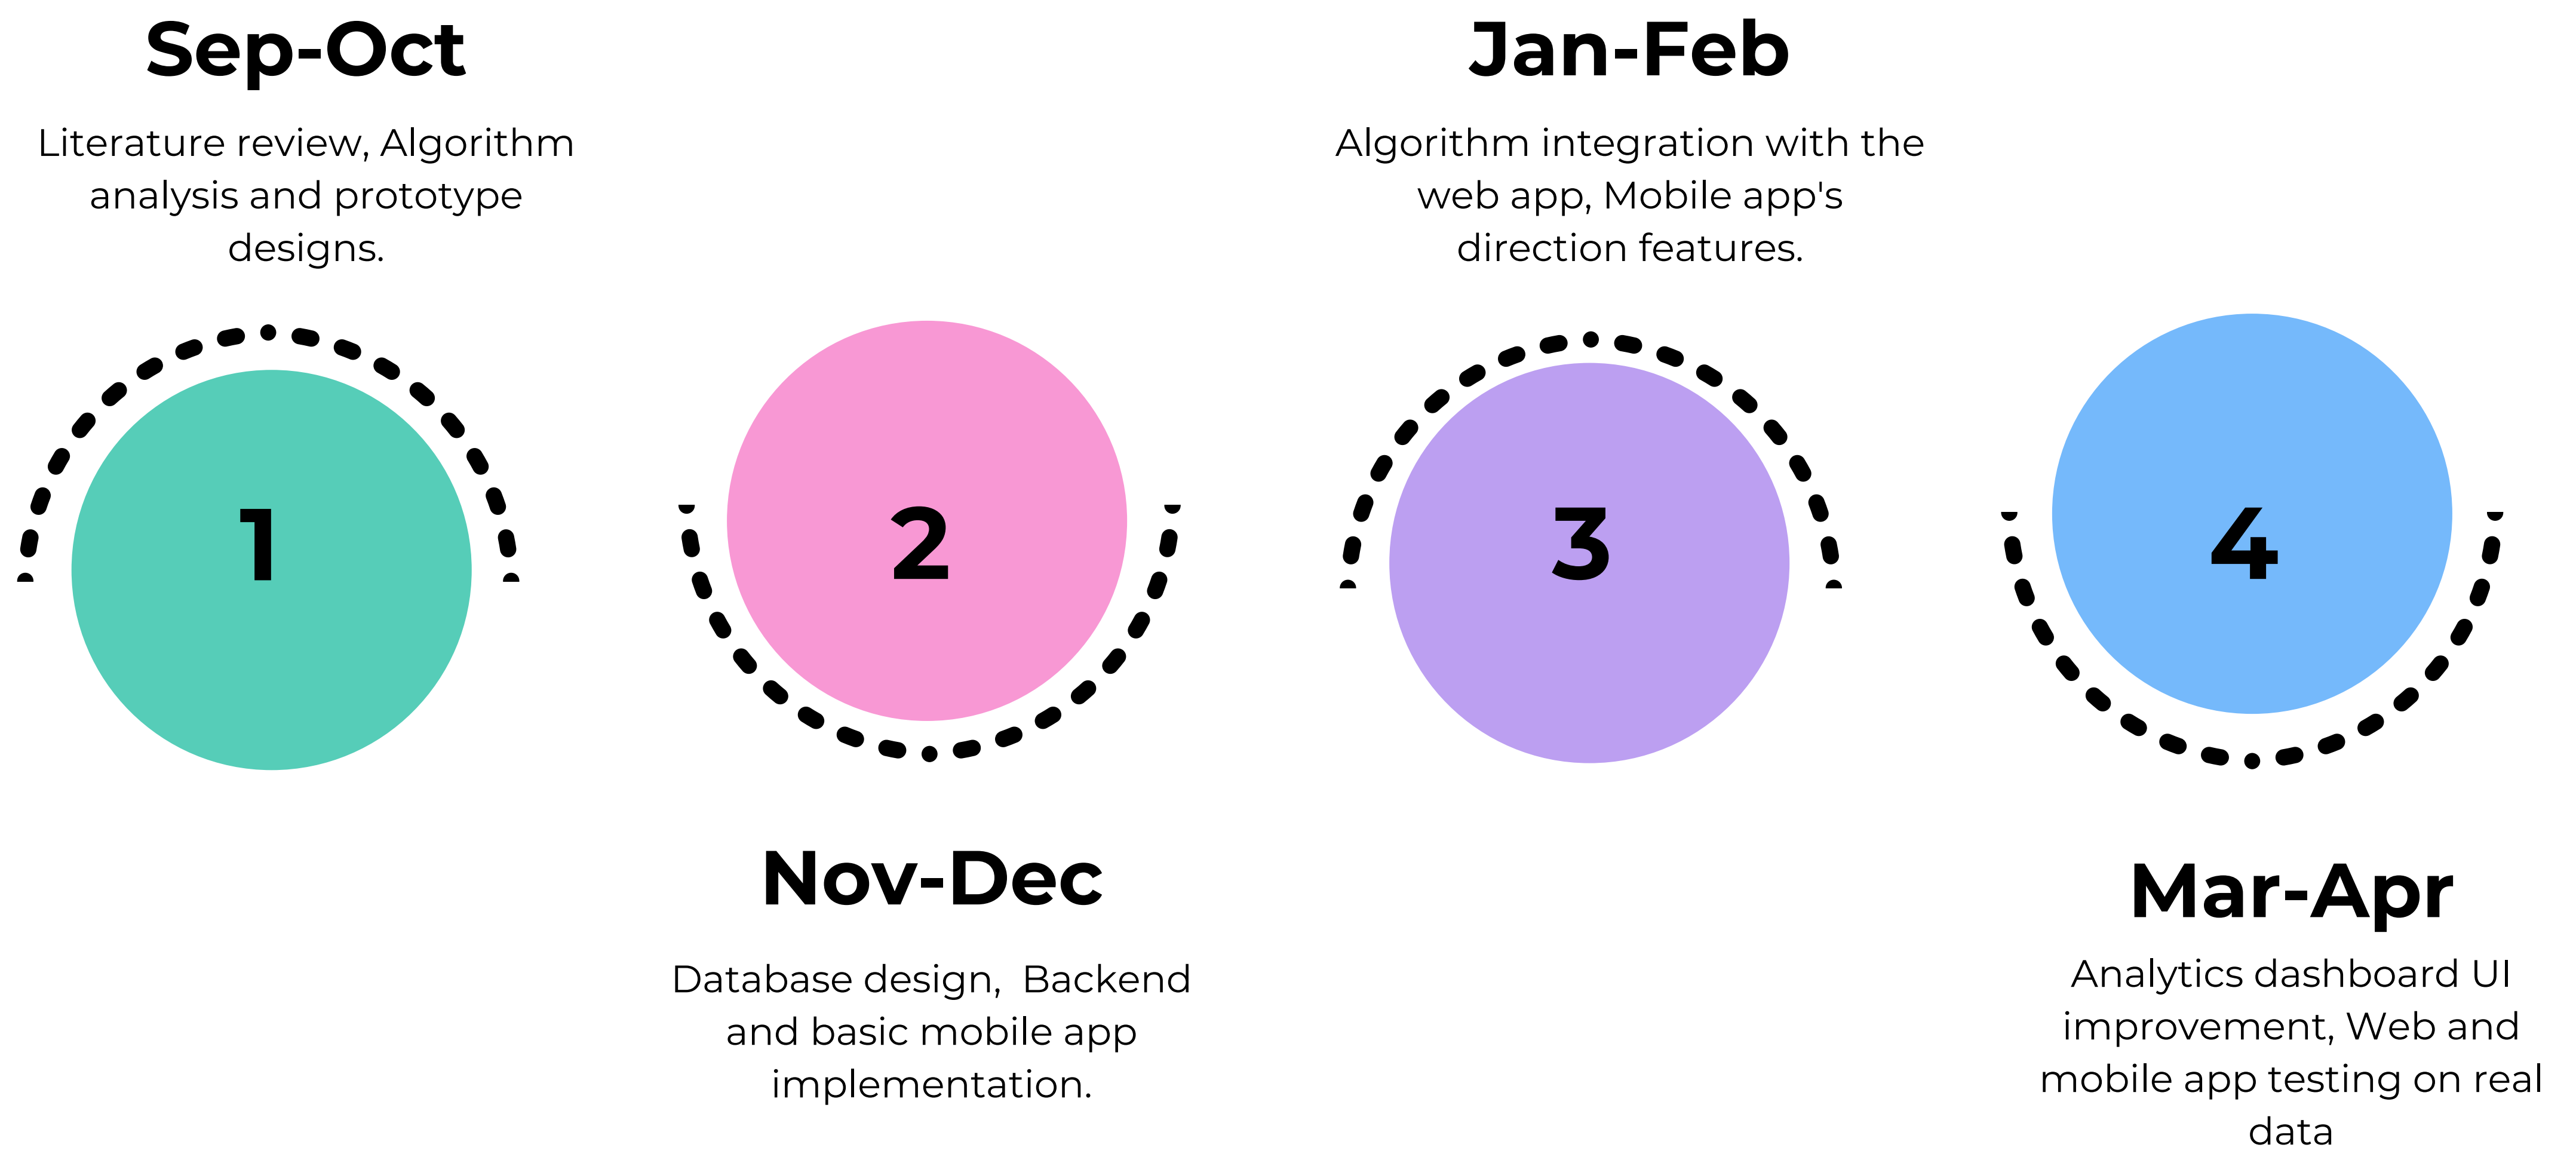 Sep-Oct
Literature review, Algorithm
analysis and prototype
designs.
1
2
Nov-Dec
Database design,  Backend
and basic mobile app
implementation.
Jan-Feb
Algorithm integration with the
web app, Mobile app's
direction features.
3
4
Mar-Apr
Analytics dashboard UI
improvement, Web and
mobile app testing on real
data